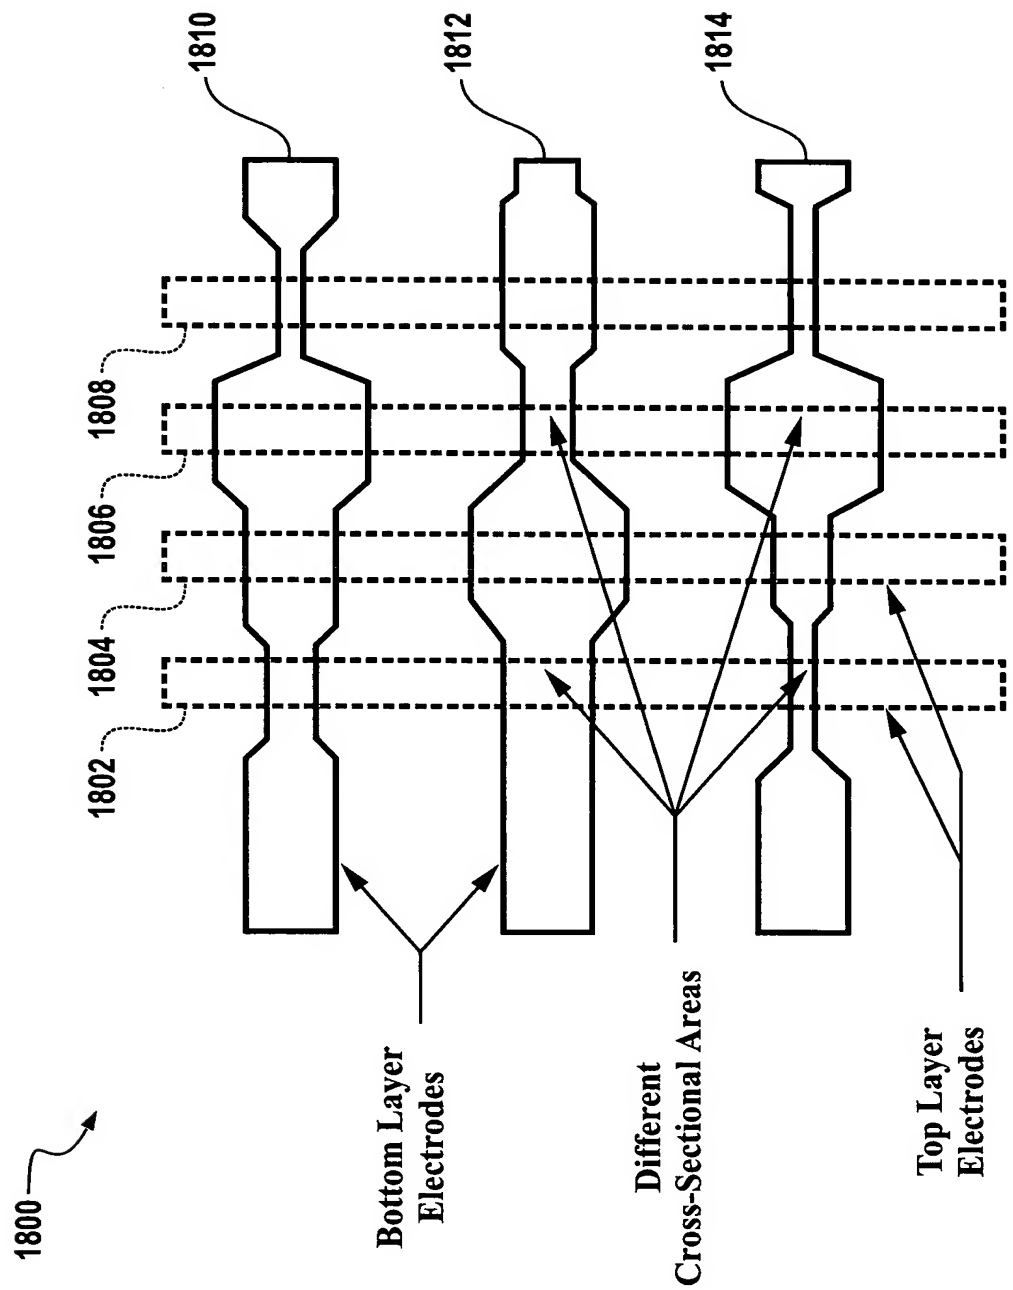 1800
1802
1804
1806
1808
1810
1812
1814
Bottom Layer
Electrodes
Different
Cross-Sectional Areas
Top Layer
Electrodes